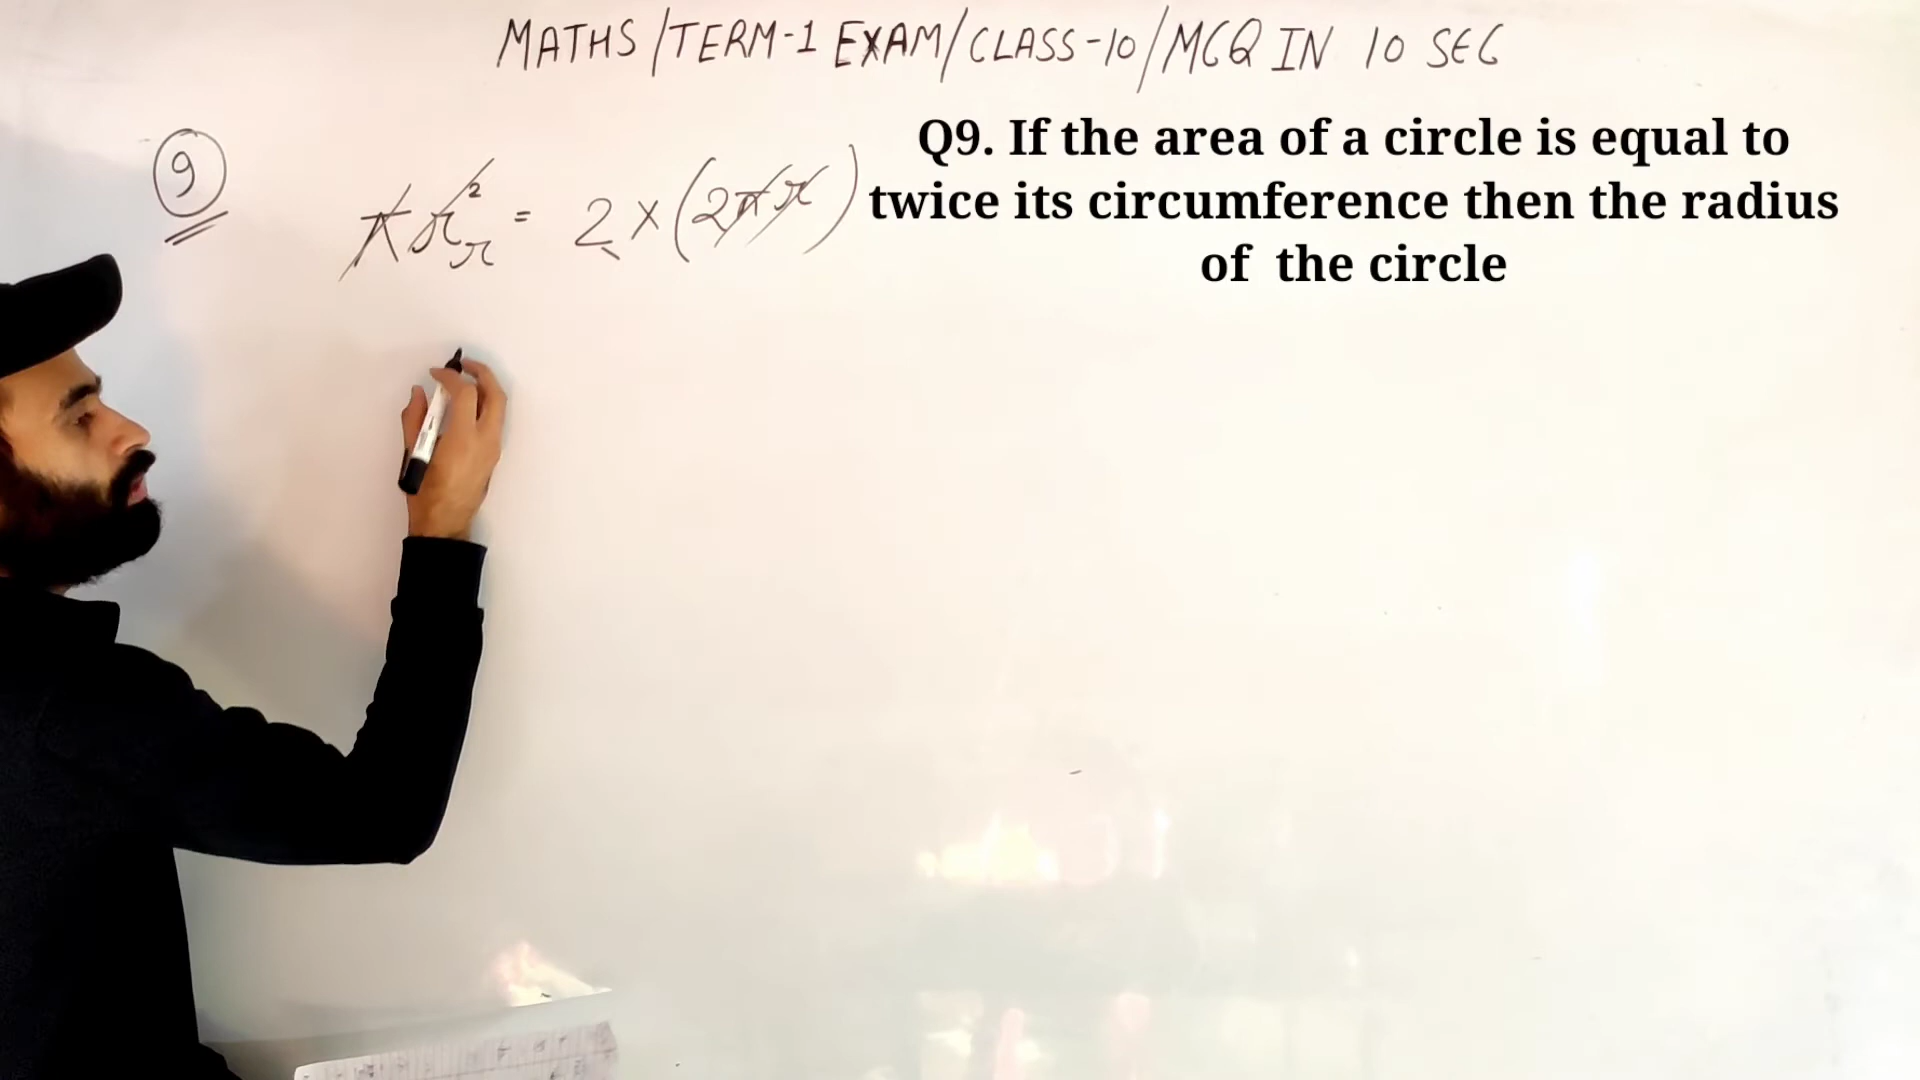 MATHS/TERM-1 EXAM/CLASS-10/MCQ IN 10 SEC
Q9. If the area of a circle is equal to
twice its circumference then the radius
of the circle
9
πr² r = 2×(2πr)